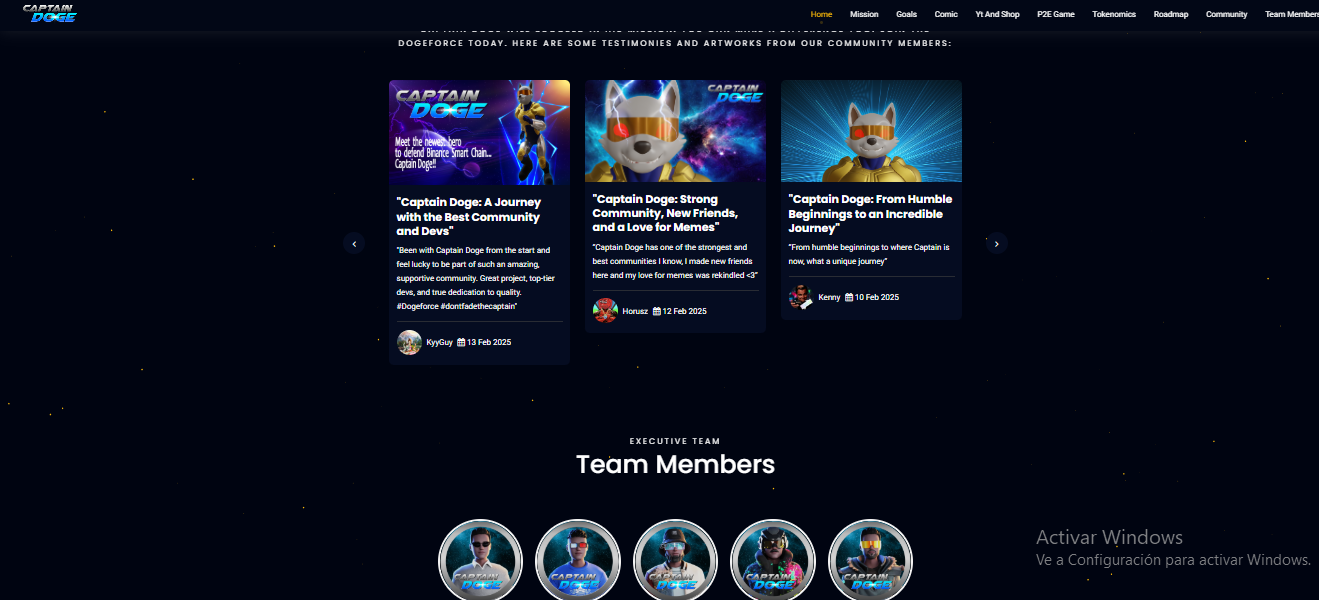 CAPTAIN
DOGE
Home Mission Goals Comic Yt And Shop P2E Game Tokenomics Roadmap Community Team Members
DOGEFORCE TODAY. HERE ARE SOME TESTIMONIES AND ARTWORKS FROM OUR COMMUNITY MEMBERS:
CAPTAIN
DOGE
Meet the newest hero
to defend Binance Smart Chain...
Captain Doge!!
"Captain Doge: A Journey
with the Best Community
and Devs"
"Been with Captain Doge from the start and
feel lucky to be part of such an amazing,
supportive community. Great project, top-tier
devs, and true dedication to quality.
#Dogeforce #dontfadethecaptain"
KyyGuy 13 Feb 2025
CAPTAIN
DOGE
"Captain Doge: Strong
Community, New Friends,
and a Love for Memes"
"Captain Doge has one of the strongest and
best communities I know, I made new friends
here and my love for memes was rekindled <3"
Horusz 12 Feb 2025
"Captain Doge: From Humble
Beginnings to an Incredible
Journey"
"From humble beginnings to where Captain is
now, what a unique journey"
Kenny 10 Feb 2025
EXECUTIVE TEAM
Team Members
CAPTAIN
DOGE
CAPTAIN
DOGE
CAPTAIN
DOGE
CAPTAIN
DOGE
CAPTAIN
DOGE
Activar Windows
Ve a Configuración para activar Windows.